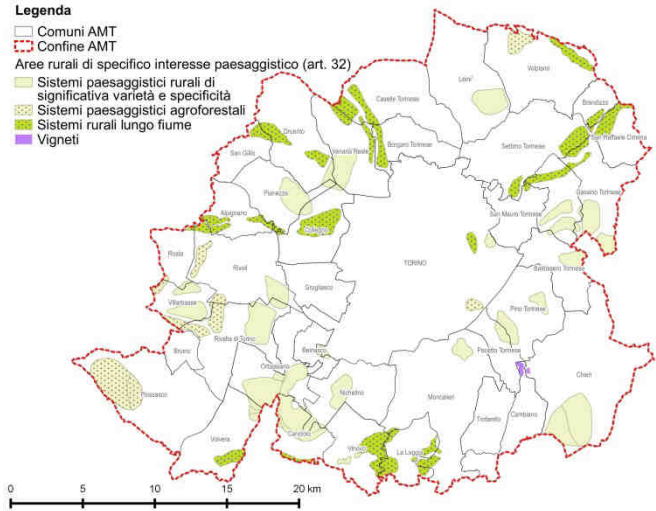 Legenda
Comuni AMT
Confine AMT
Aree rurali di specifico interesse paesaggistico (art. 32)
Sistemi paesaggistici rurali di
significativa varietà e specificità
Sistemi paesaggistici agroforestali
Sistemi rurali lungo fiume
Vigneti
Volpiano
Leini'
Caselle Torinese
Brandizzo
San Raffaele Cimena
Druento
San Gillio
Venaria Reale
Borgaro Torinese
Settimo Torinese
Pianezza
Gassino Torinese
San Mauro Torinese
Alpignano
Collegno
Rosta
Rivoli
TORINO
Baldissero Torinese
Grugliasco
Villarbasse
Pino Torinese
Rivalta di Torino
Bruino
Beinasco
Pecetto Torinese
Orbassano
Chieri
Piossasco
Nichelino
Moncalieri
Trofarello
Cambiano
Candiolo
Volvera
Vinovo
La Loggia
0 5 10 15 20 km